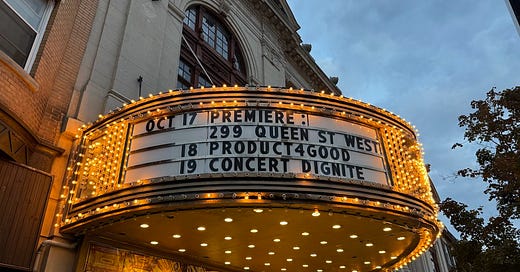 OCT 17 PREMIERE :
299 QUEEN ST WEST
18 PRODUCT4GOOD
19 CONCERT DIGNITE